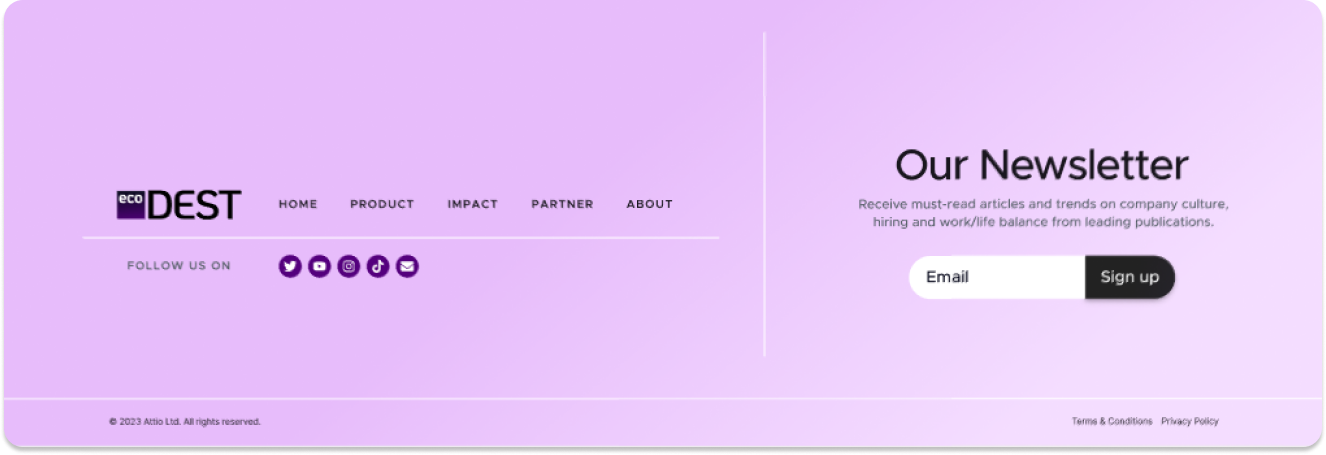 eco DEST
HOME PRODUCT IMPACT PARTNER ABOUT
FOLLOW US ON
Our Newsletter
Receive must-read articles and trends on company culture,
hiring and work/life balance from leading publications.
Email Sign up
© 2023 Attio Ltd. All rights reserved.
Terms & Conditions Privacy Policy